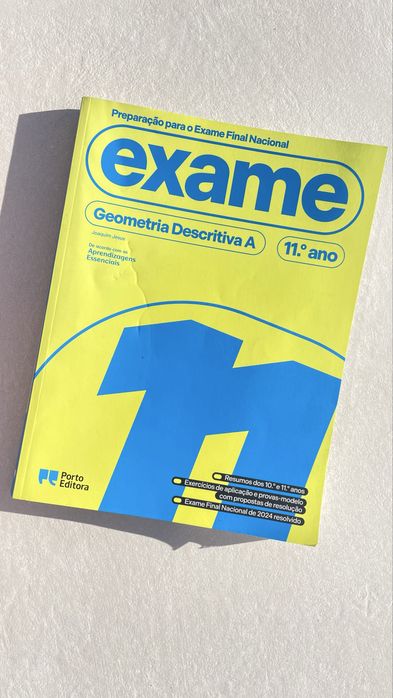 Preparação para o Exame Final Nacional
exame
Geometria Descritiva A
11.º ano
Joaquim Jesus
De acordo com as
Aprendizagens
Essenciais
11
Porto
Editora
Resumos dos 10.º e 11.º anos
Exercícios de aplicação e provas-modelo
com propostas de resolução
Exame Final Nacional de 2024 resolvido